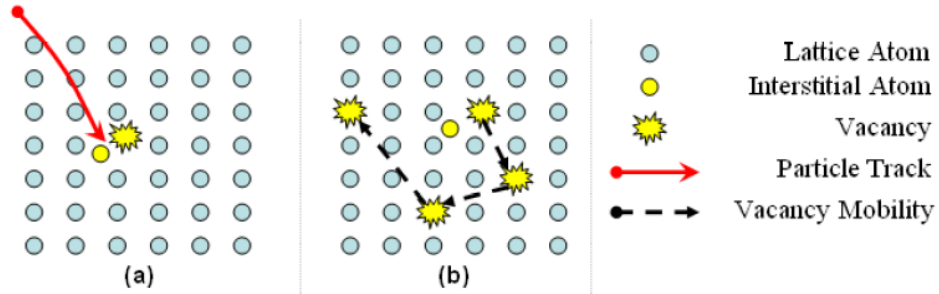 (a)
(b)
Lattice Atom
Interstitial Atom
Vacancy
Particle Track
Vacancy Mobility